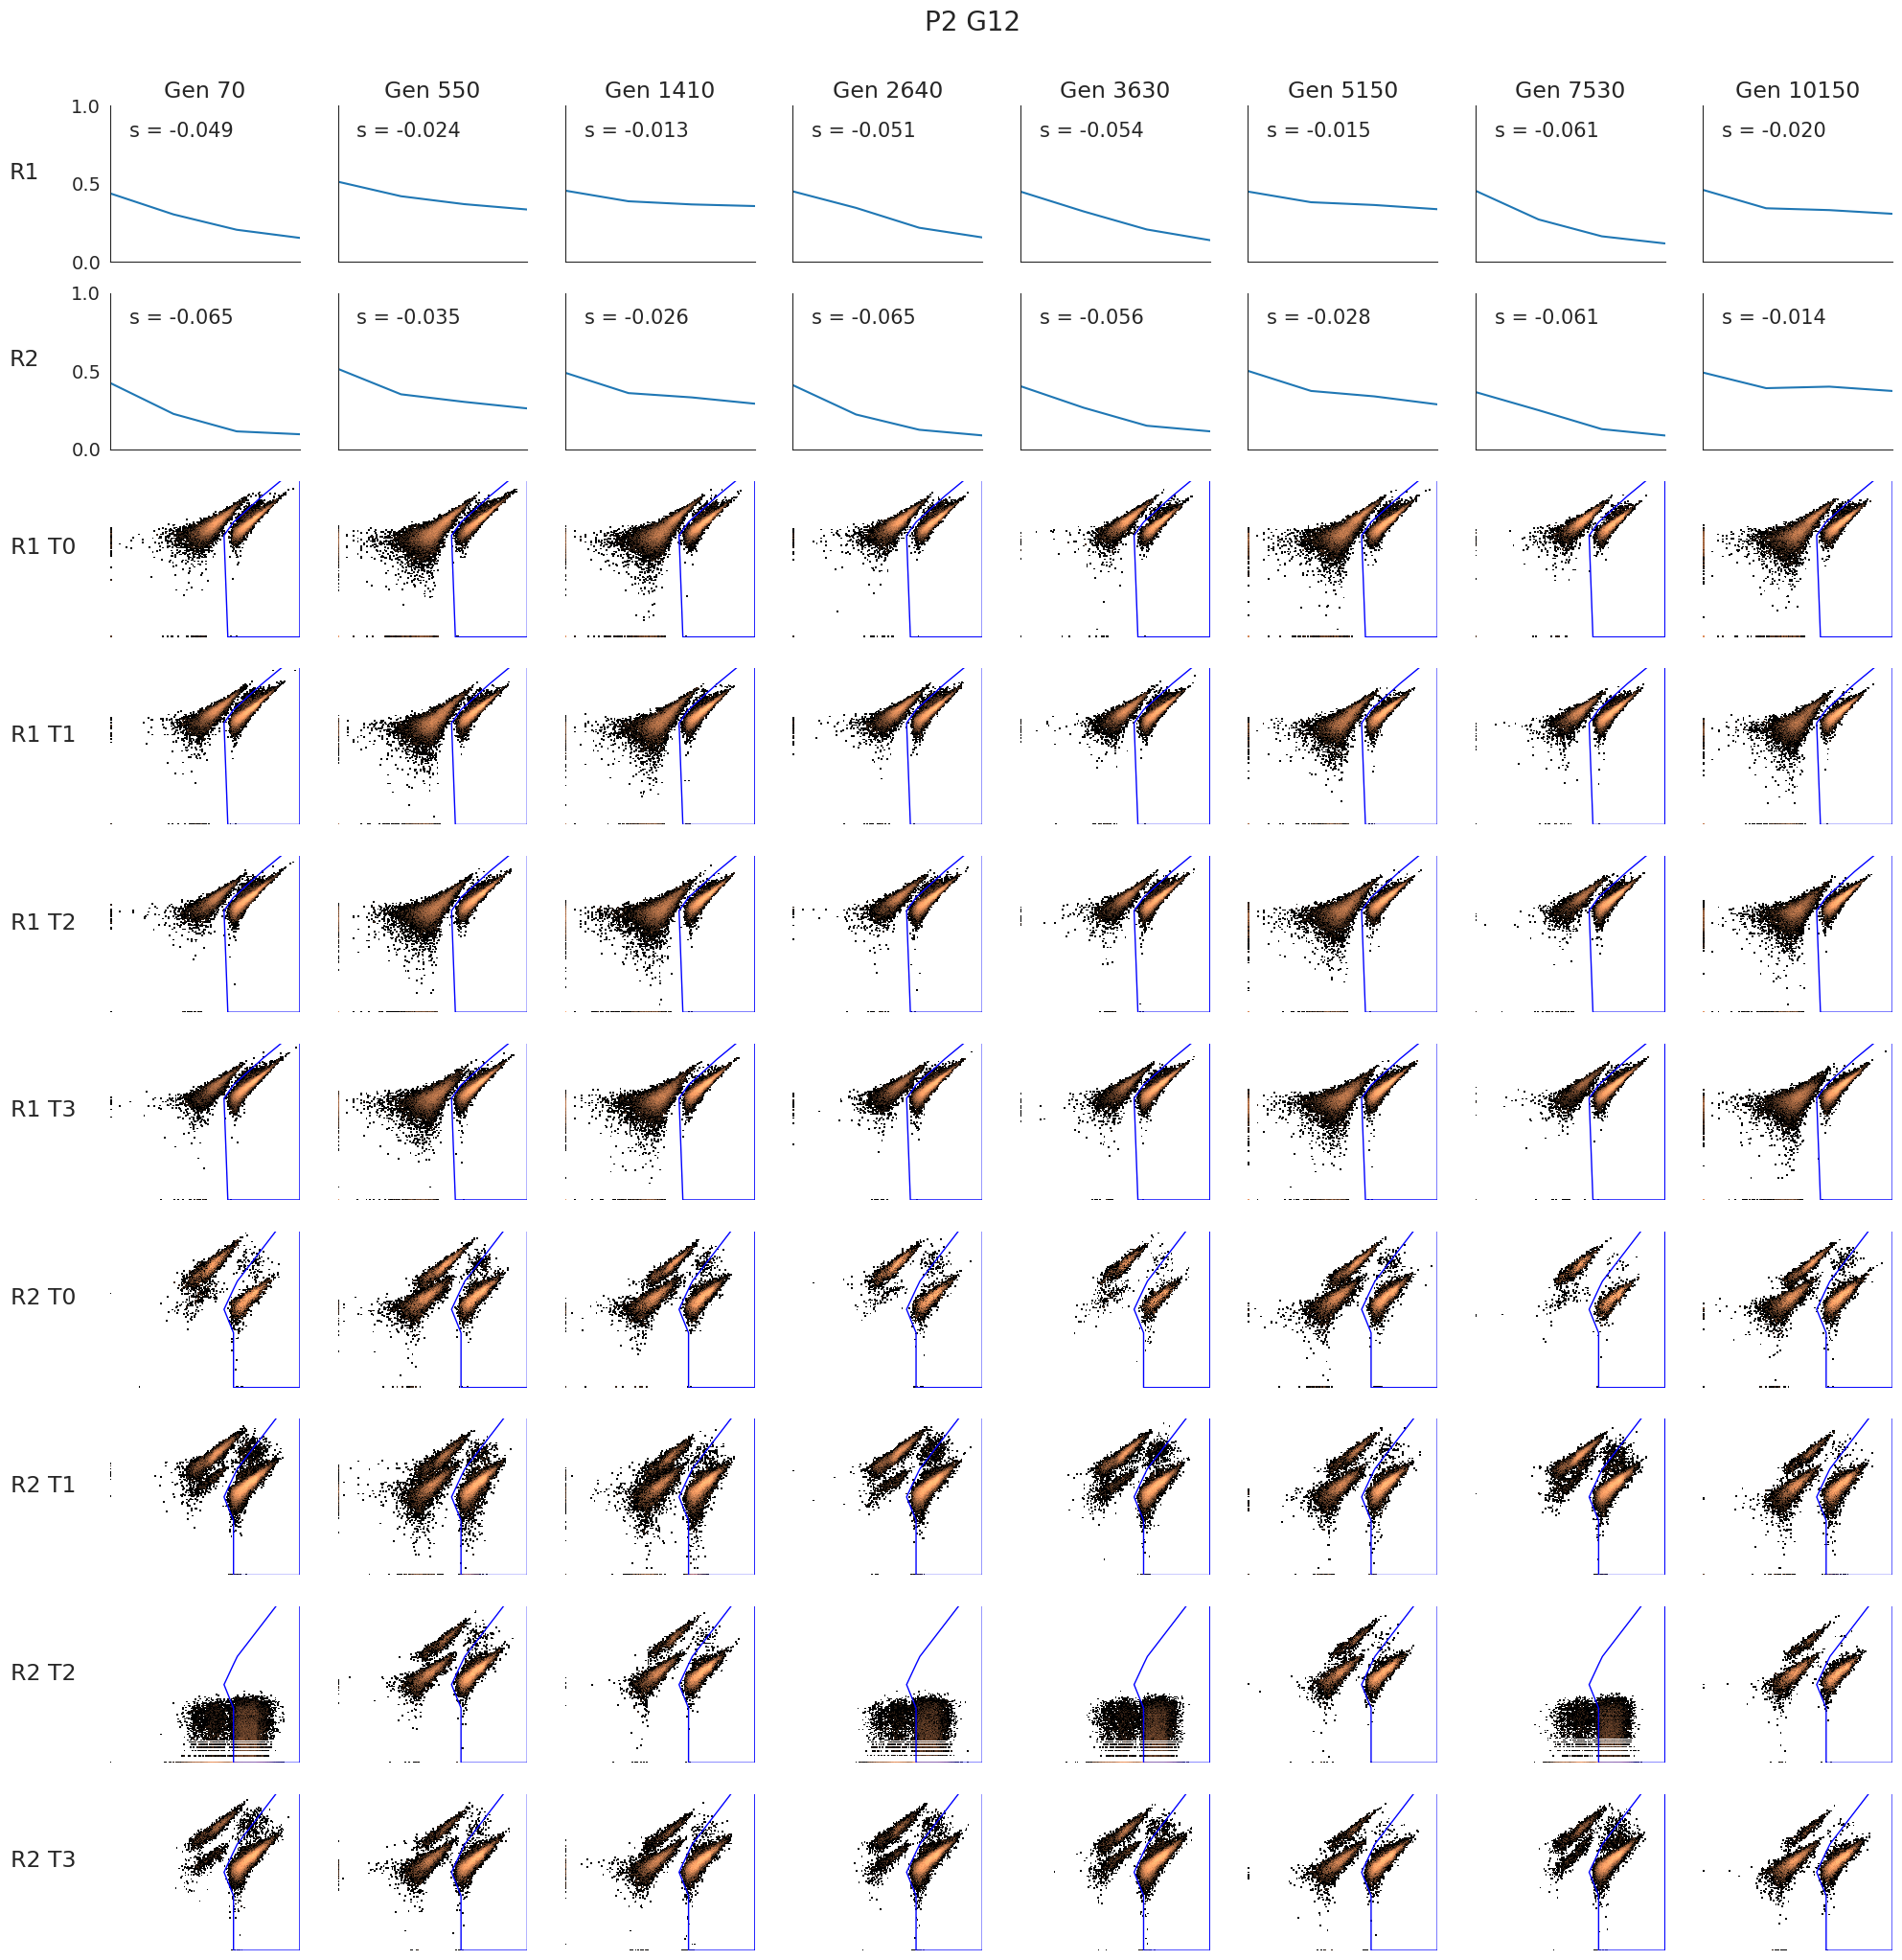 P2 G12
Gen 70 Gen 550 Gen 1410 Gen 2640 Gen 3630 Gen 5150 Gen 7530 Gen 10150
1.0
s = -0.049 s = -0.024 s = -0.013 s = -0.051 s = -0.054 s = -0.015 s = -0.061 s = -0.020
R1
0.5
0.0
1.0
s = -0.065 s = -0.035 s = -0.026 s = -0.065 s = -0.056 s = -0.028 s = -0.061 s = -0.014
R2
0.5
0.0
R1 T0
R1 T1
R1 T2
R1 T3
R2 T0
R2 T1
R2 T2
R2 T3